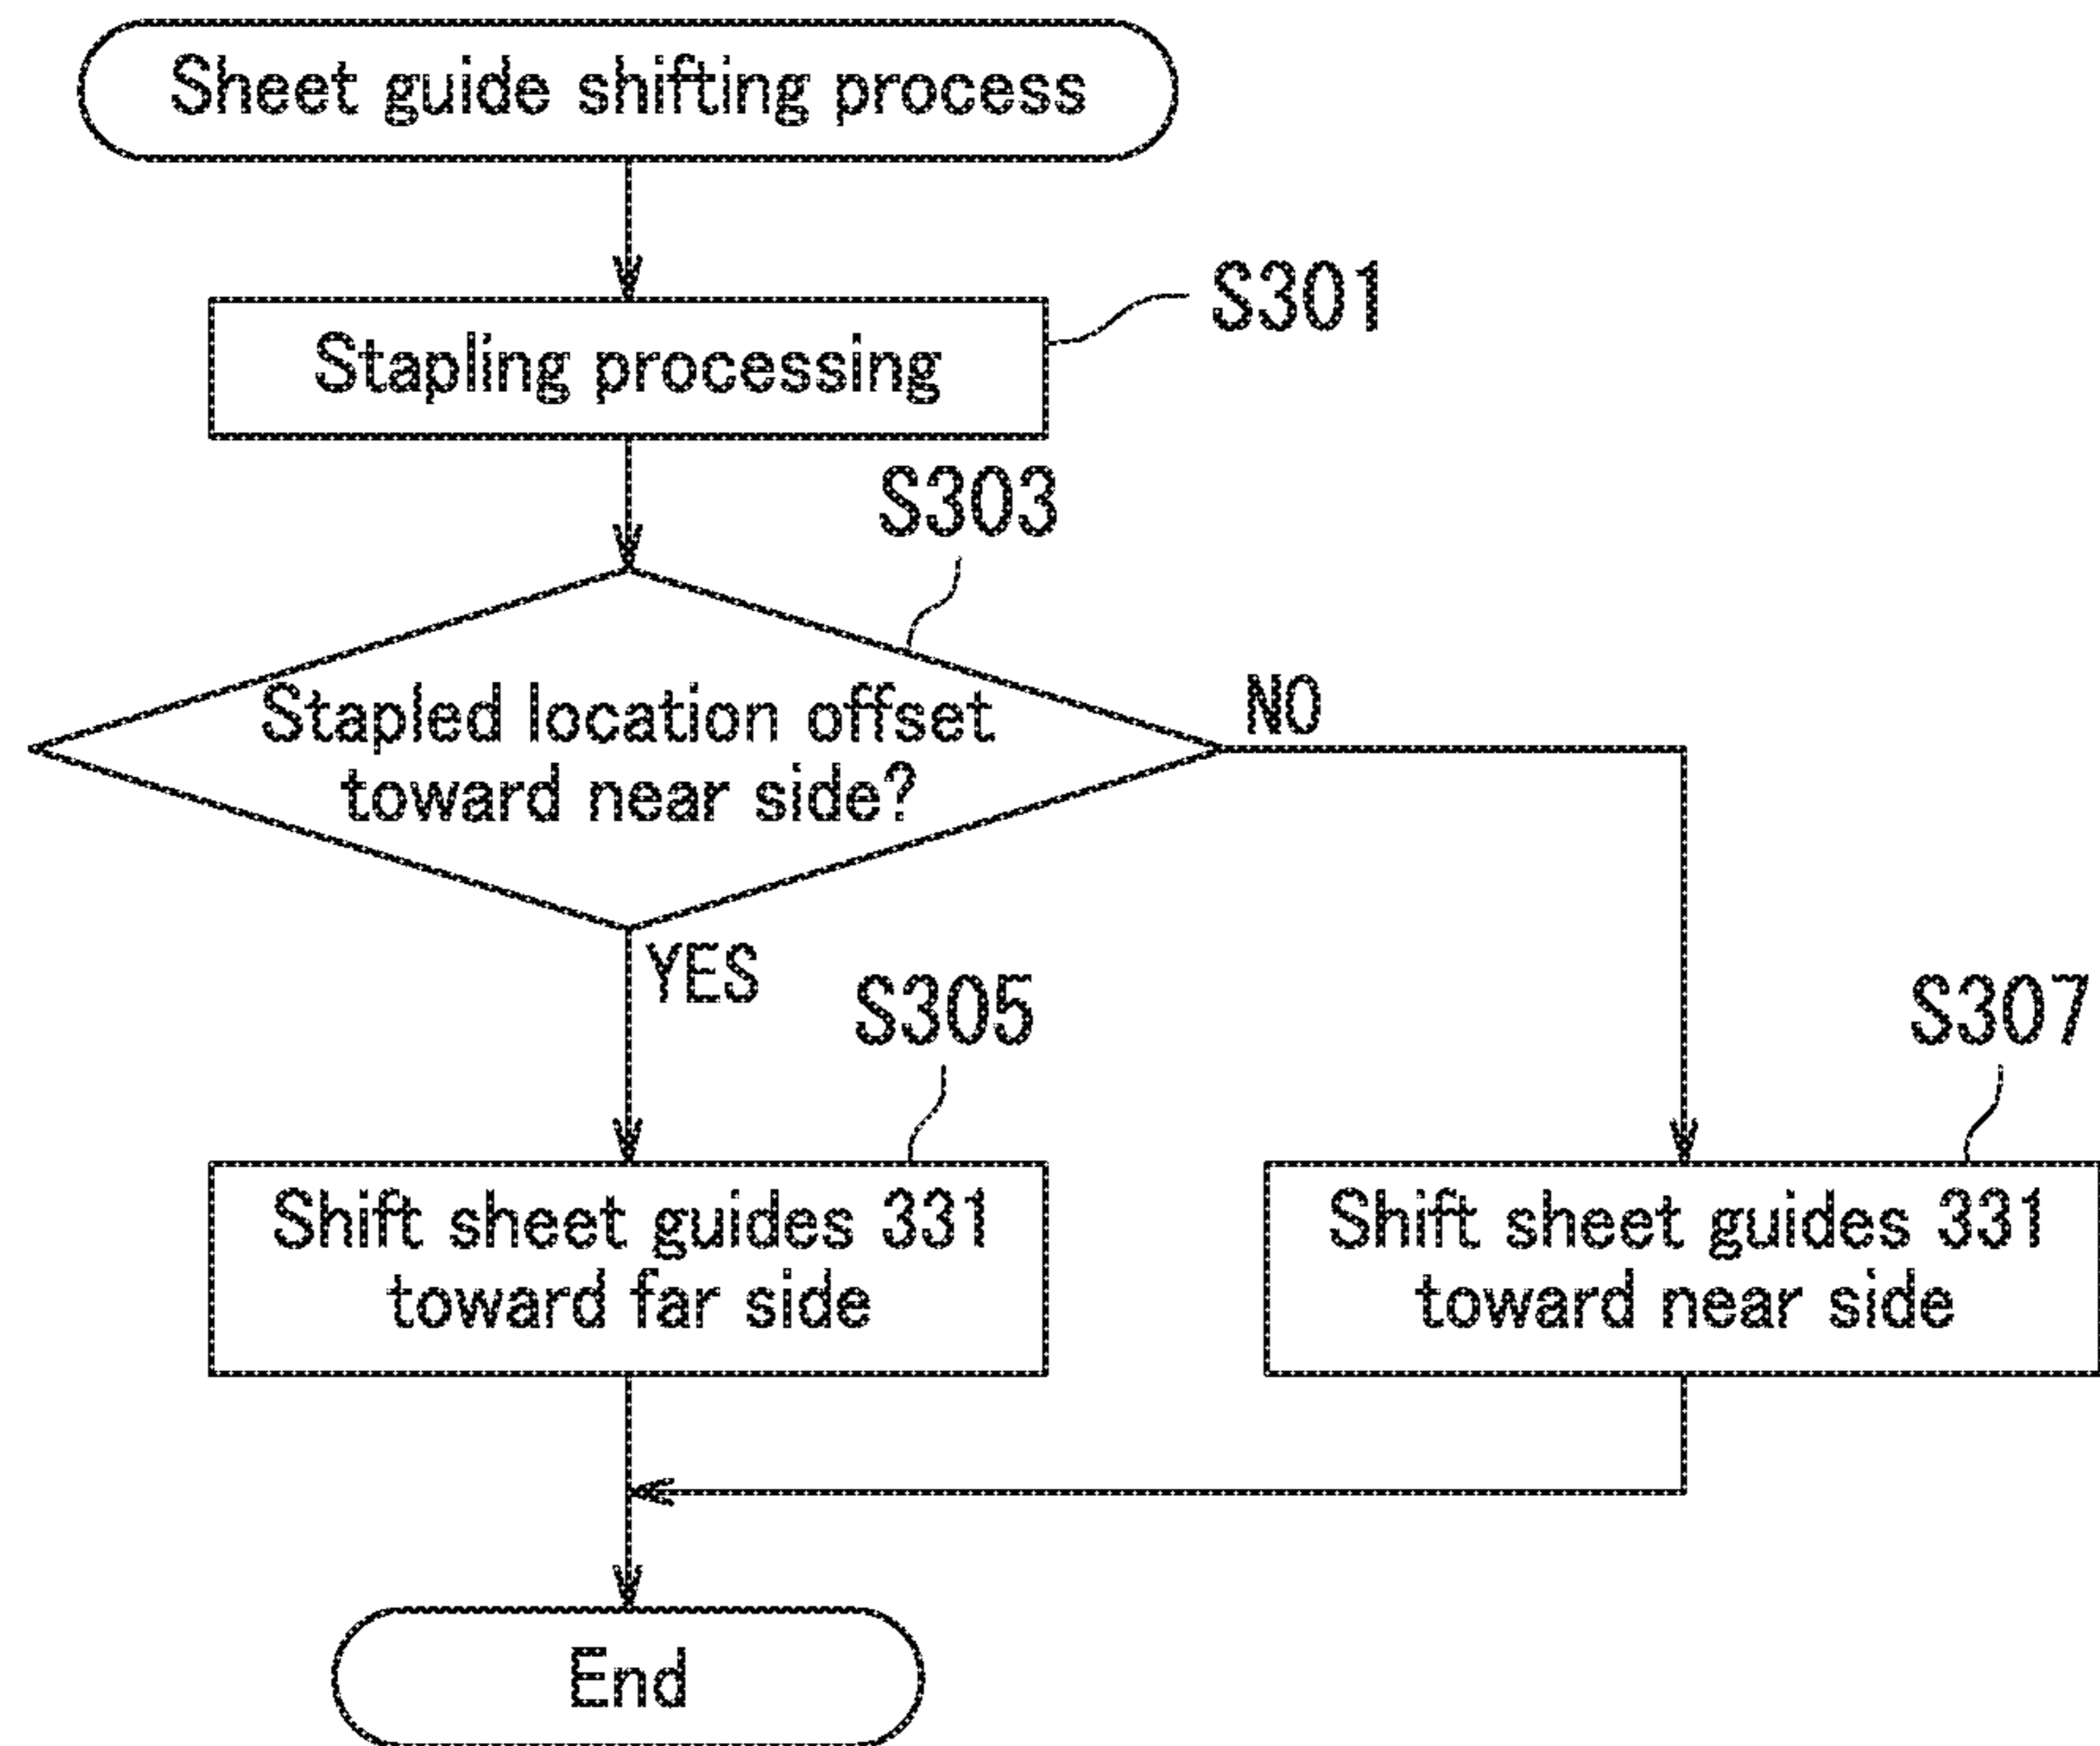 Sheet guide shifting process
S301
Stapling processing
S303
Stapled location offset
toward near side?
NO
YES
S305
S307
Shift sheet guides 331
toward far side
Shift sheet guides 331
toward near side
End